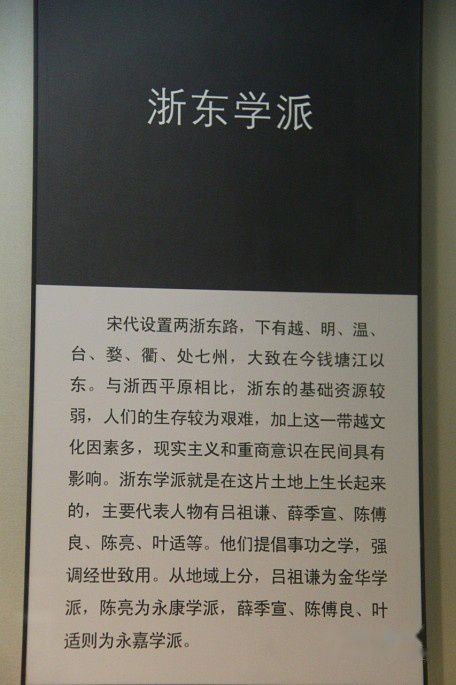 浙东学派
宋代设置两浙东路，下有越、明、温、
台、婺、衢、处七州，大致在今钱塘江以
东。与浙西平原相比，浙东的基础资源较
弱，人们的生存较为艰难，加上这一带越文
化因素多，现实主义和重商意识在民间具有
影响。浙东学派就是在这片土地上生长起来
的，主要代表人物有吕祖谦、薛季宣、陈傅
良、陈亮、叶适等。他们提倡事功之学，强
调经世致用。从地域上分，吕祖谦为金华学
派，陈亮为永康学派，薛季宣、陈傅良、叶
适则为永嘉学派。